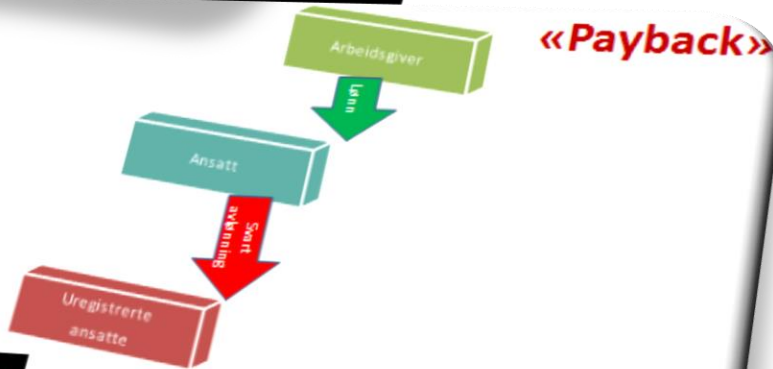 «Payback»
Arbeidsgiver
Lønn
Ansatt
Svart
avlønning
Uregistrerte
ansatte